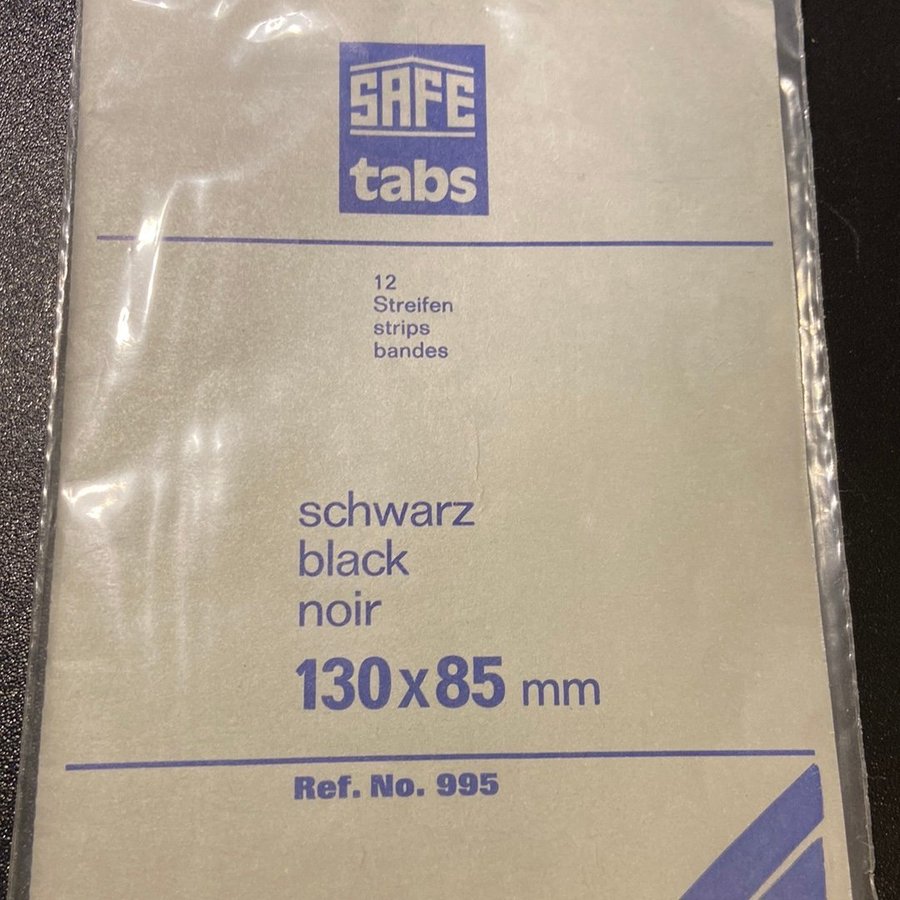 SAFE
tabs
12
Streifen
strips
bandes
schwarz
black
noir
130x85 mm
Ref. No. 995